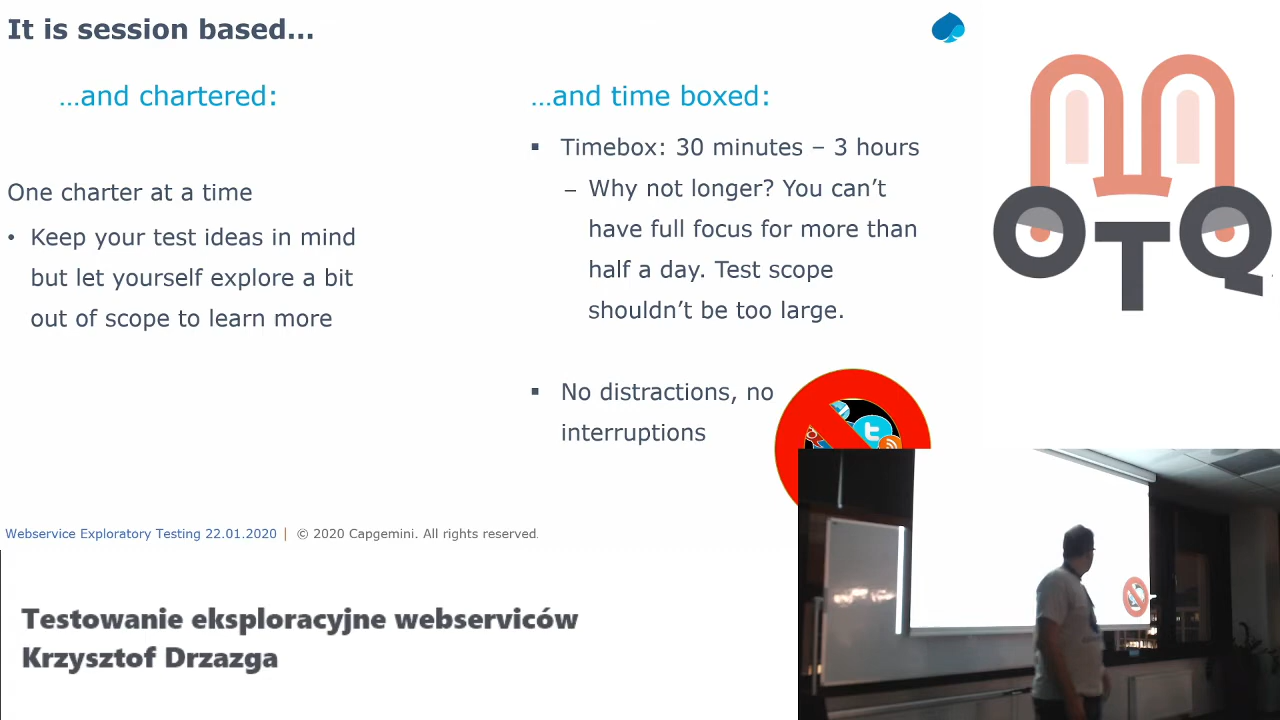 It is session based...
...and chartered:
One charter at a time
• Keep your test ideas in mind
but let yourself explore a bit
out of scope to learn more
...and time boxed:
▪ Timebox: 30 minutes – 3 hours
– Why not longer? You can't
have full focus for more than
half a day. Test scope
shouldn't be too large.
▪ No distractions, no
interruptions
Webservice Exploratory Testing 22.01.2020 | © 2020 Capgemini. All rights reserved.
OTQ
Testowanie eksploracyjne webserviców
Krzysztof Drzazga